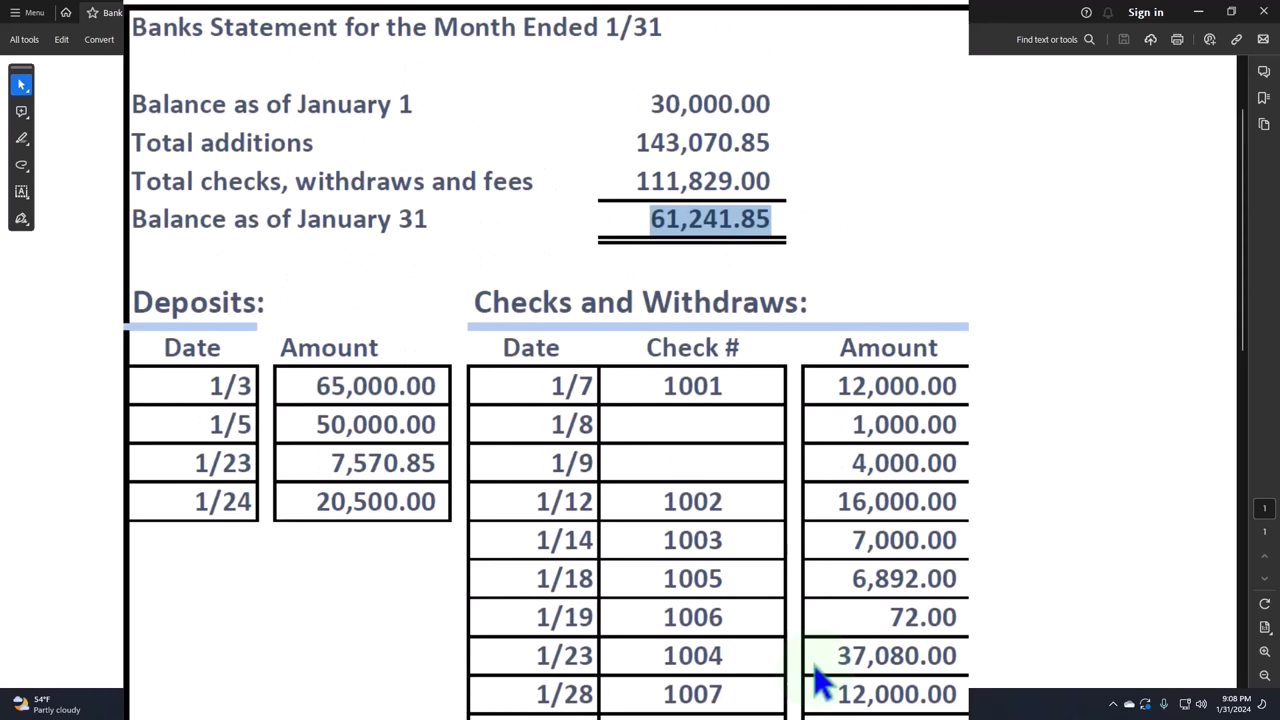 Menu
Bank
Sign in
All tools
Edit
Convert
Find text or tools
Banks Statement for the Month Ended 1/31
Balance as of January 1 30,000.00
Total additions 143,070.85
Total checks, withdraws and fees 111,829.00
Balance as of January 31 61,241.85
Deposits: Checks and Withdraws:
Date Amount Date Check # Amount
1/3 65,000.00 1/7 1001 12,000.00
1/5 50,000.00 1/8 1,000.00
1/23 7,570.85 1/9 4,000.00
1/24 20,500.00 1/12 1002 16,000.00
1/14 1003 7,000.00
1/18 1005 6,892.00
1/19 1006 72.00
1/23 1004 37,080.00
1/28 1007 12,000.00
1
1
54°F
Partly cloudy
9:08 PM
1/31/2024